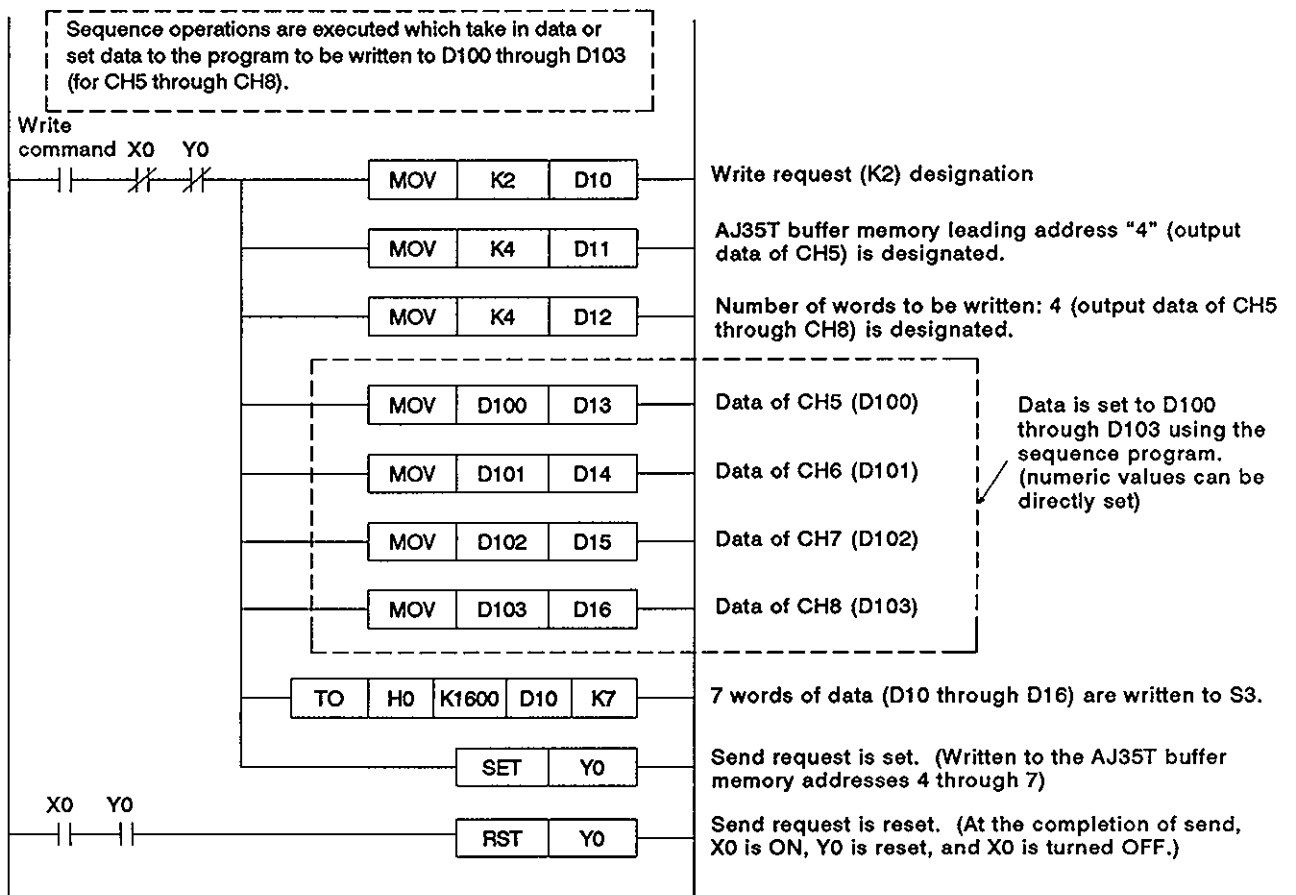 Sequence operations are executed which take in data or
set data to the program to be written to D100 through D103
(for CH5 through CH8).
Write
command X0 Y0
MOV K2 D10 Write request (K2) designation
MOV K4 D11 AJ35T buffer memory leading address "4" (output
data of CH5) is designated.
MOV K4 D12 Number of words to be written: 4 (output data of CH5
through CH8) is designated.
MOV D100 D13 Data of CH5 (D100)
MOV D101 D14 Data of CH6 (D101)
MOV D102 D15 Data of CH7 (D102)
MOV D103 D16 Data of CH8 (D103)
Data is set to D100
through D103 using the
sequence program.
(numeric values can be
directly set)
TO H0 K1600 D10 K7 7 words of data (D10 through D16) are written to S3.
SET Y0 Send request is set. (Written to the AJ35T buffer
memory addresses 4 through 7)
X0 Y0
RST Y0 Send request is reset. (At the completion of send,
X0 is ON, Y0 is reset, and X0 is turned OFF.)